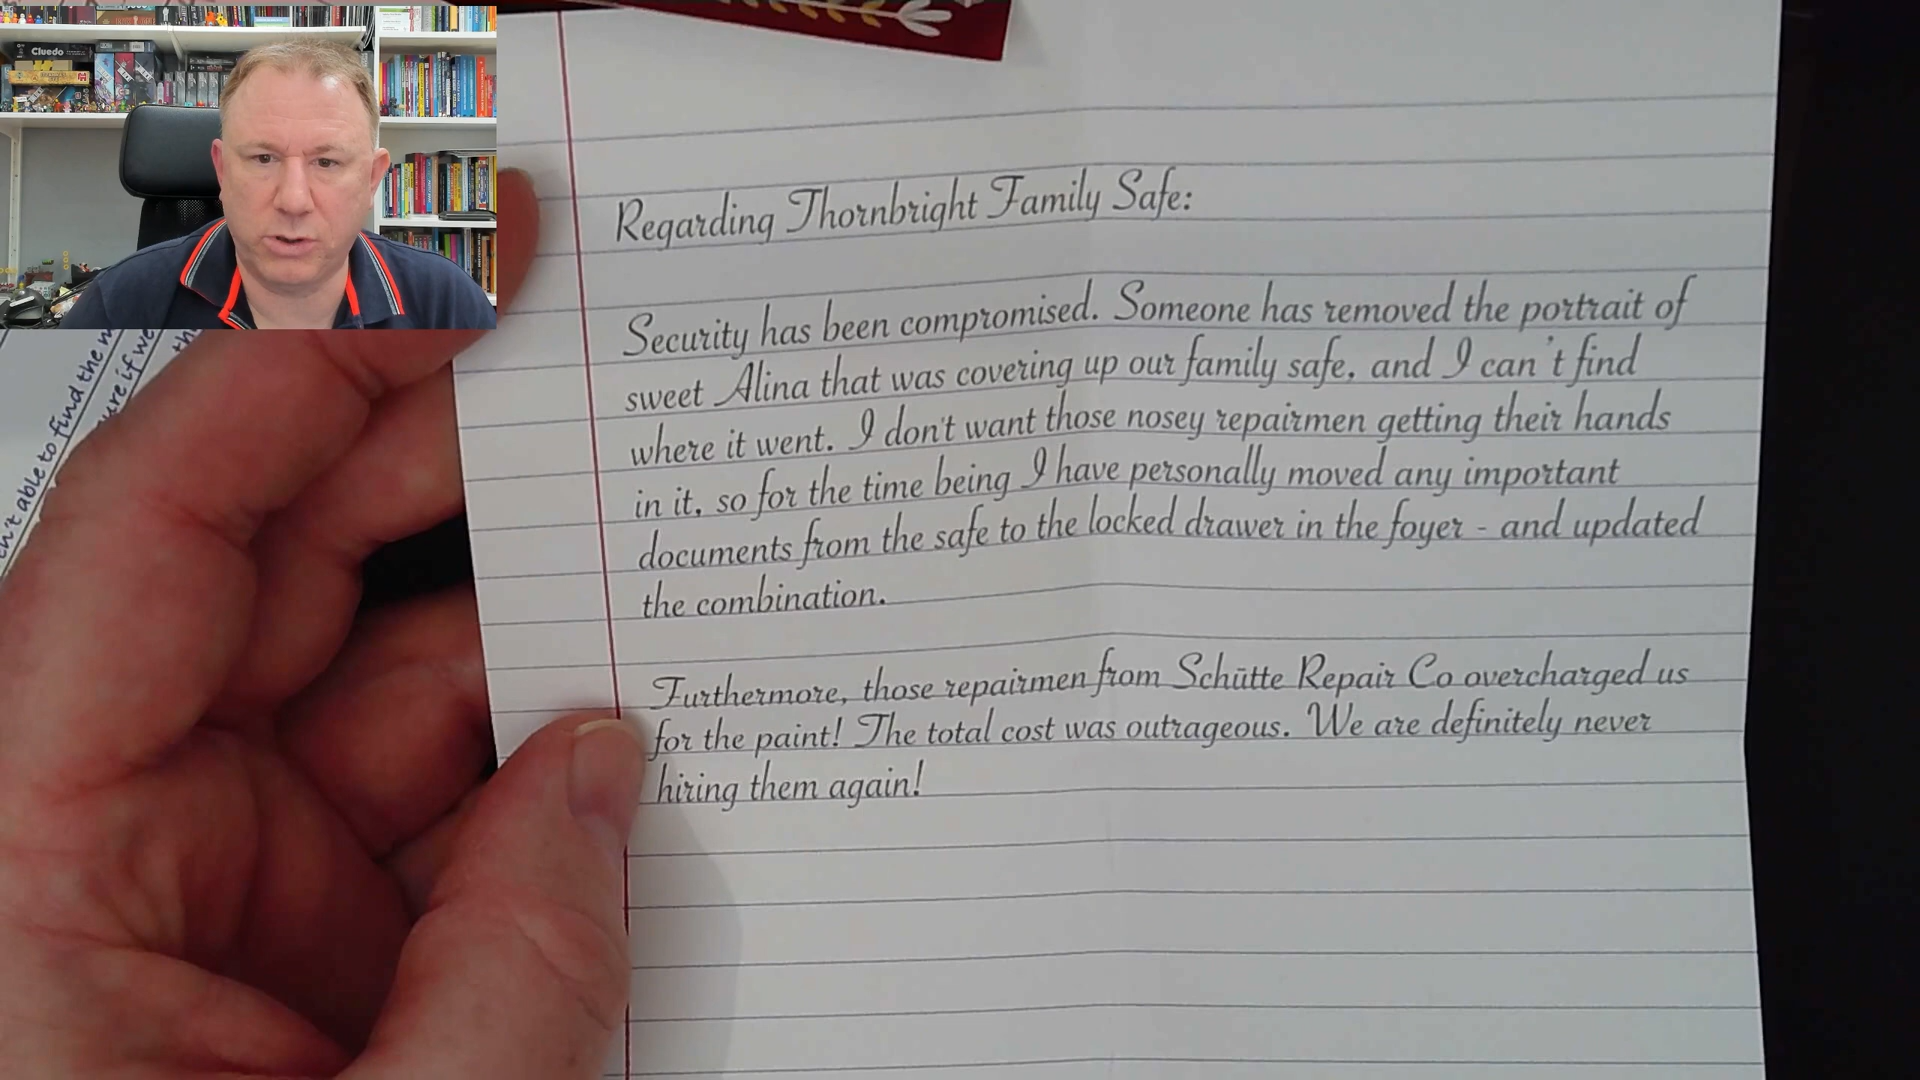 Cluedo
Regarding Thornbright Family Safe:
Security has been compromised. Someone has removed the portrait of
sweet Alina that was covering up our family safe, and I can't find
where it went. I don't want those nosey repairmen getting their hands
in it, so for the time being I have personally moved any important
documents from the safe to the locked drawer in the foyer - and updated
the combination.
Furthermore, those repairmen from Schütte Repair Co overcharged us
for the paint! The total cost was outrageous. We are definitely never
hiring them again!
able to find the
ure if we